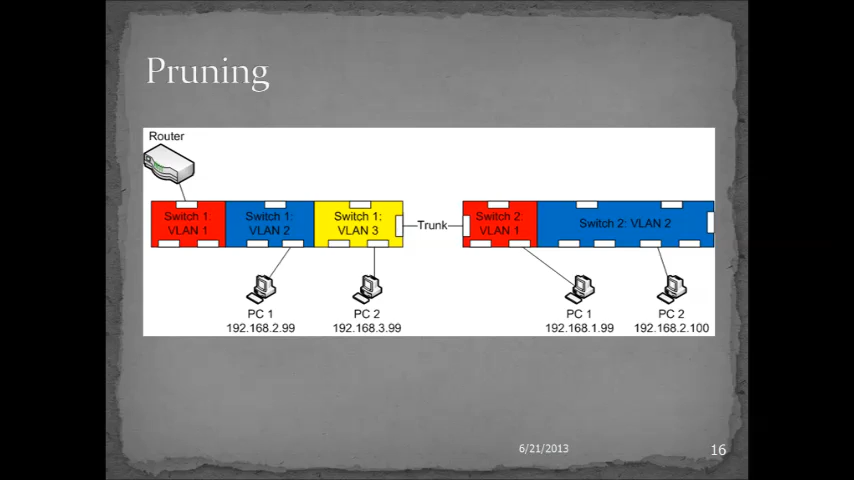 Pruning
Router
Switch 1:
VLAN 1
Switch 1:
VLAN 2
Switch 1:
VLAN 3
Trunk
Switch 2:
VLAN 1
Switch 2: VLAN 2
PC 1
192.168.2.99
PC 2
192.168.3.99
PC 1
192.168.1.99
PC 2
192.168.2.100
6/21/2013
16